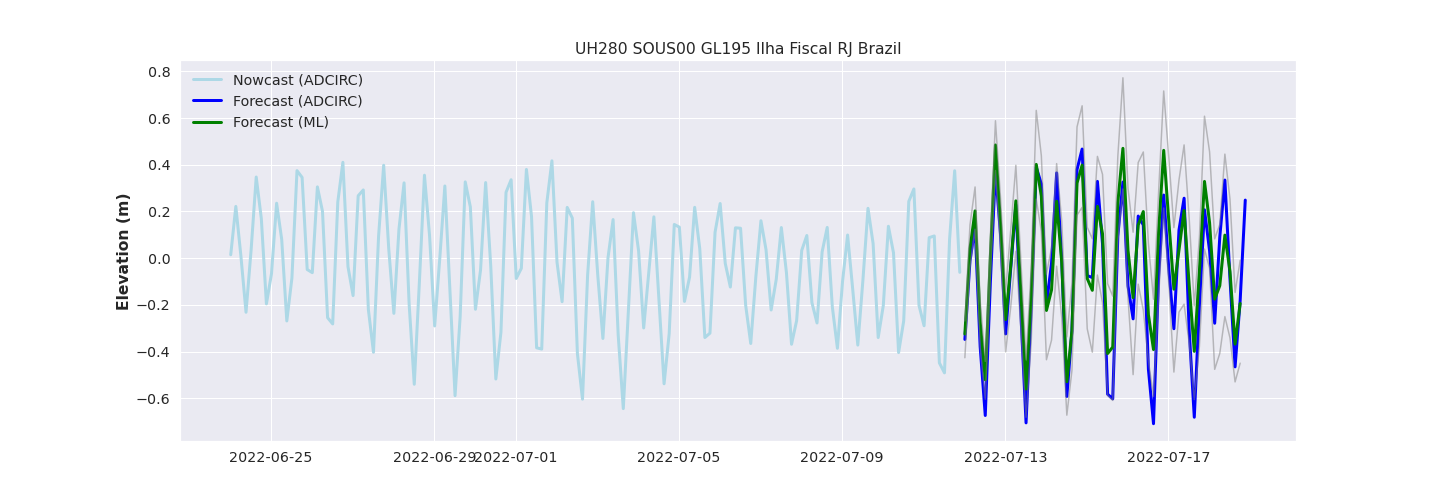 UH280 SOUS00 GL195 Ilha Fiscal RJ Brazil
Nowcast (ADCIRC)
Forecast (ADCIRC)
Forecast (ML)
Elevation (m)
0.8
0.6
0.4
0.2
0.0
−0.2
−0.4
−0.6
2022-06-25 2022-06-29 2022-07-01 2022-07-05 2022-07-09 2022-07-13 2022-07-17